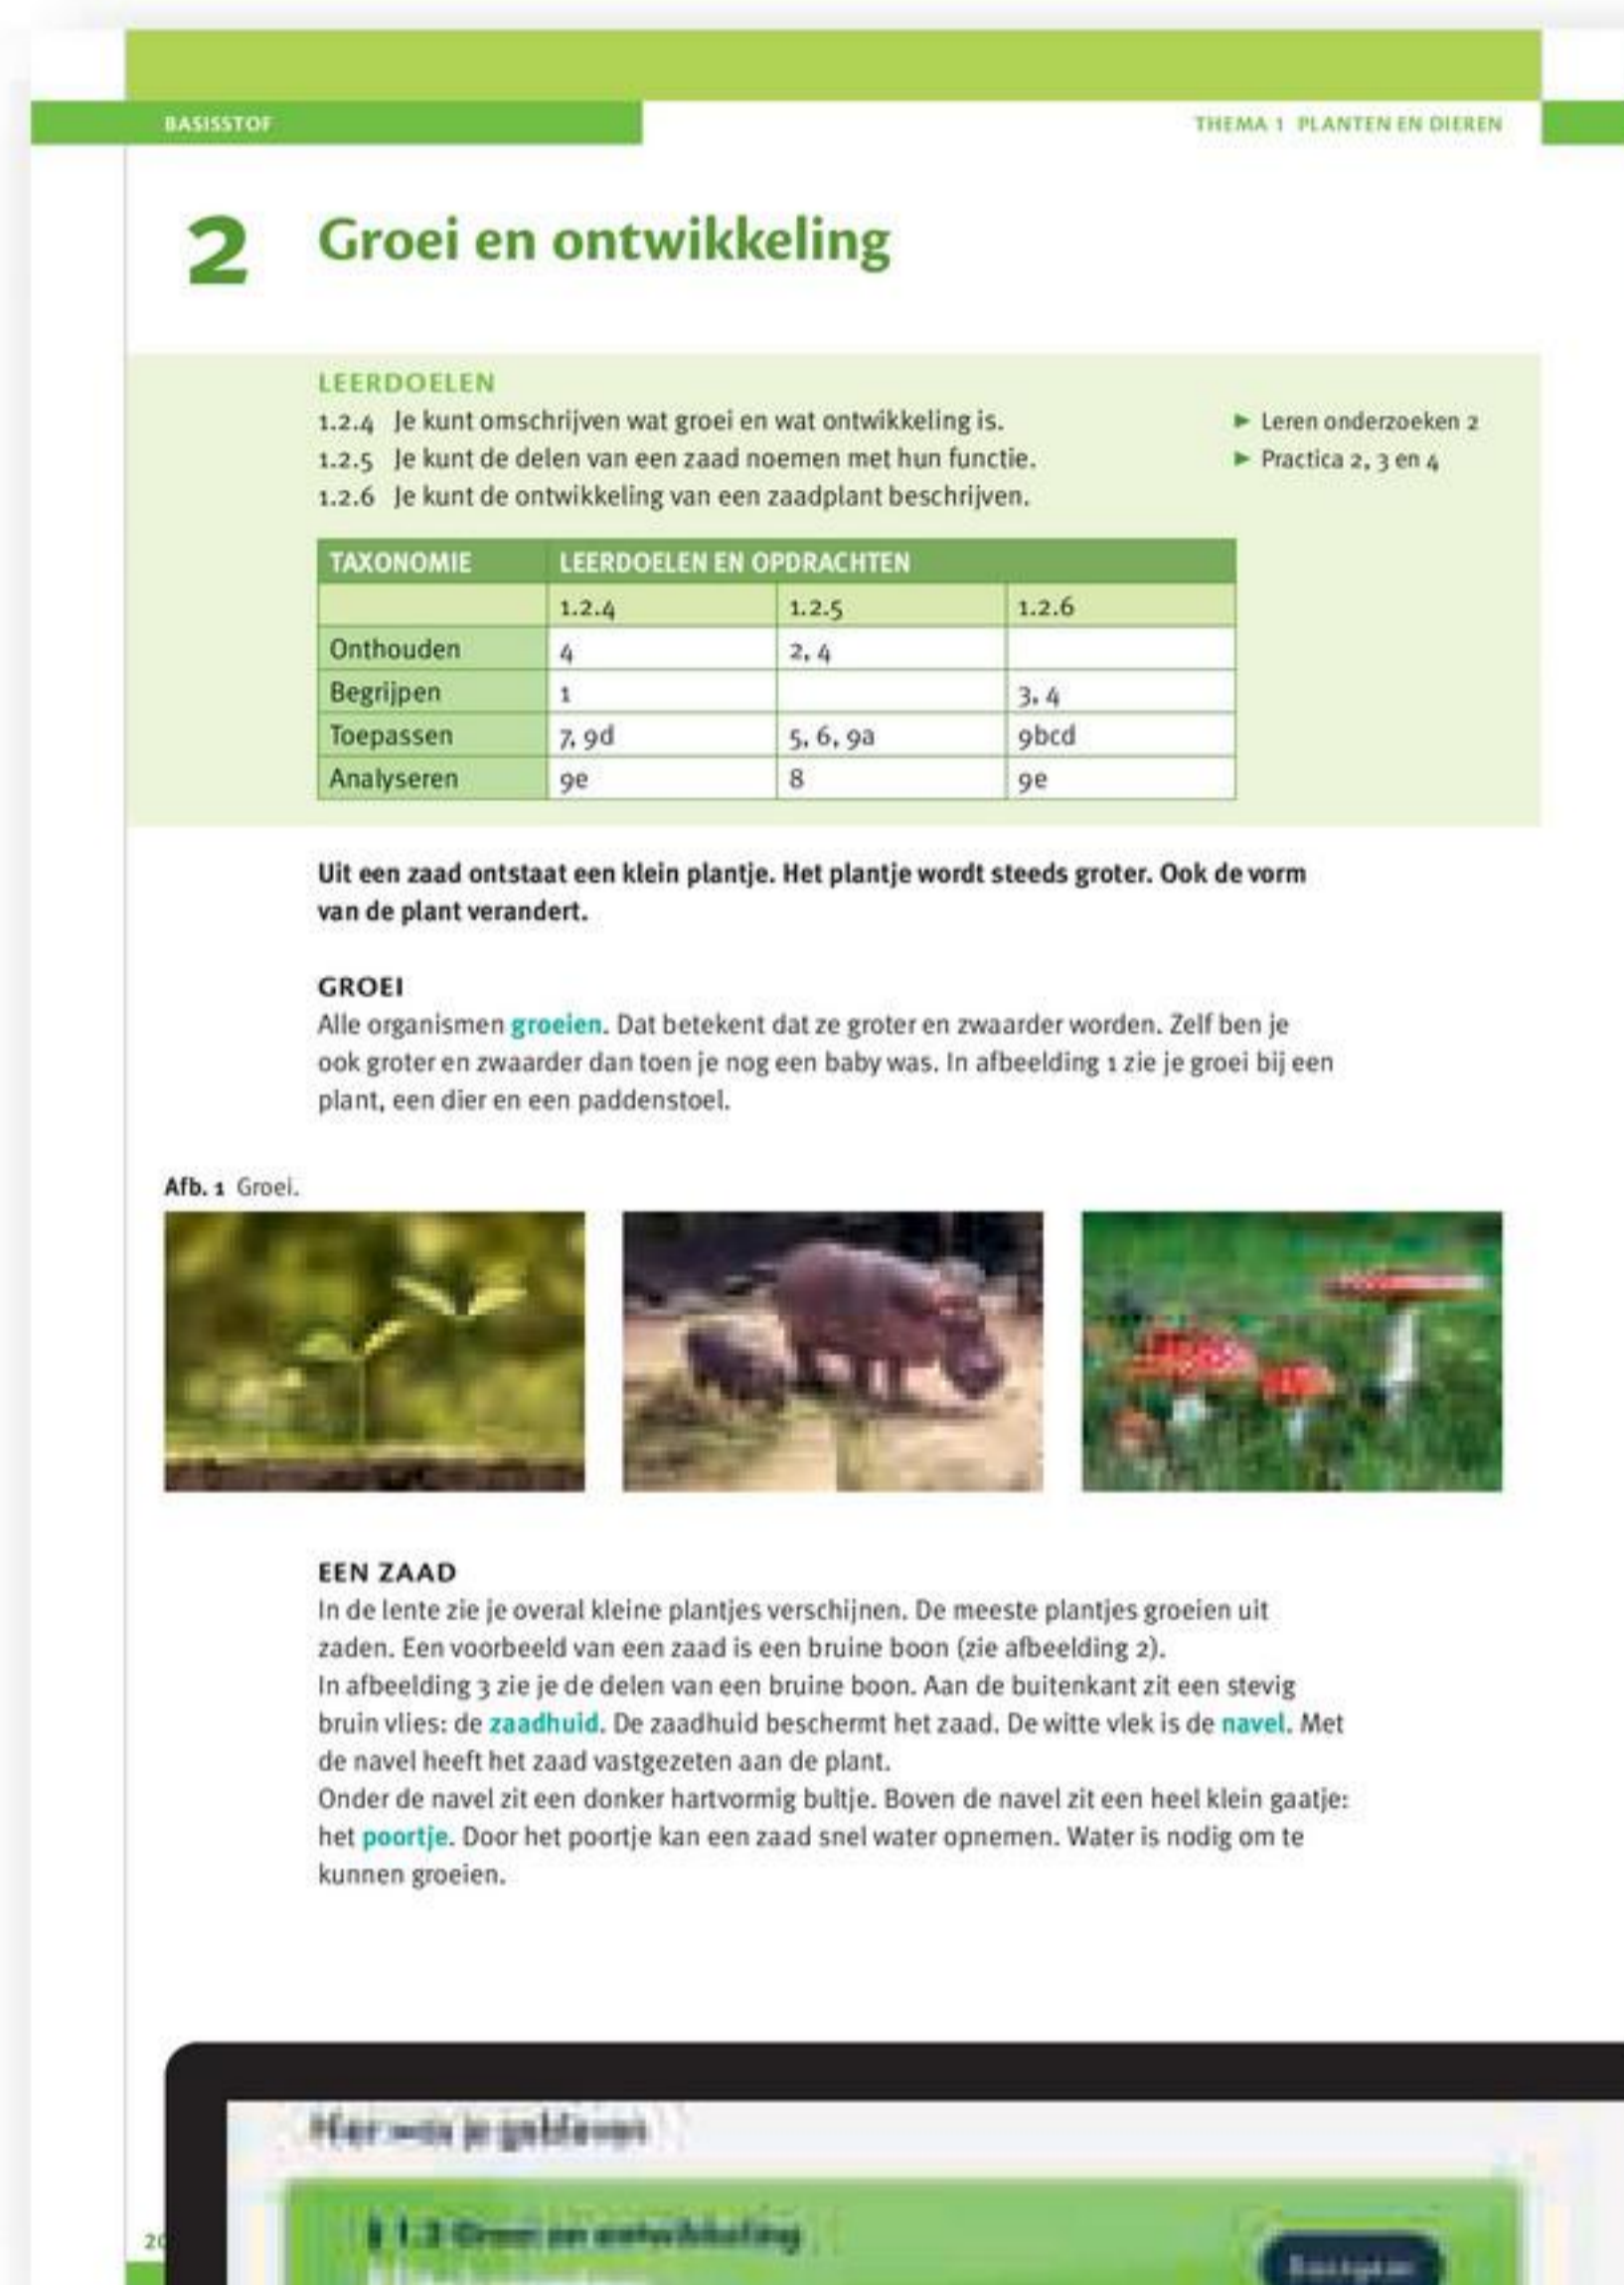 BASISSTOF
THEMA 1 PLANTEN EN DIEREN
2 Groei en ontwikkeling
LEERDOELEN
1.2.4 Je kunt omschrijven wat groei en wat ontwikkeling is.
1.2.5 Je kunt de delen van een zaad noemen met hun functie.
1.2.6 Je kunt de ontwikkeling van een zaadplant beschrijven.
► Leren onderzoeken 2
► Practica 2, 3 en 4
TAXONOMIE LEERDOELEN EN OPDRACHTEN
1.2.4 1.2.5 1.2.6
Onthouden 4 2, 4
Begrijpen 1 3, 4
Toepassen 7, 9d 5, 6, 9a 9bcd
Analyseren 9e 8 9e
Uit een zaad ontstaat een klein plantje. Het plantje wordt steeds groter. Ook de vorm
van de plant verandert.
GROEI
Alle organismen groeien. Dat betekent dat ze groter en zwaarder worden. Zelf ben je
ook groter en zwaarder dan toen je nog een baby was. In afbeelding 1 zie je groei bij een
plant, een dier en een paddenstoel.
Afb. 1 Groei.
EEN ZAAD
In de lente zie je overal kleine plantjes verschijnen. De meeste plantjes groeien uit
zaden. Een voorbeeld van een zaad is een bruine boon (zie afbeelding 2).
In afbeelding 3 zie je de delen van een bruine boon. Aan de buitenkant zit een stevig
bruin vlies: de zaadhuid. De zaadhuid beschermt het zaad. De witte vlek is de navel. Met
de navel heeft het zaad vastgezeten aan de plant.
Onder de navel zit een donker hartvormig bultje. Boven de navel zit een heel klein gaatje:
het poortje. Door het poortje kan een zaad snel water opnemen. Water is nodig om te
kunnen groeien.
Hier was je gebleven
Groei en ontwikkeling
20